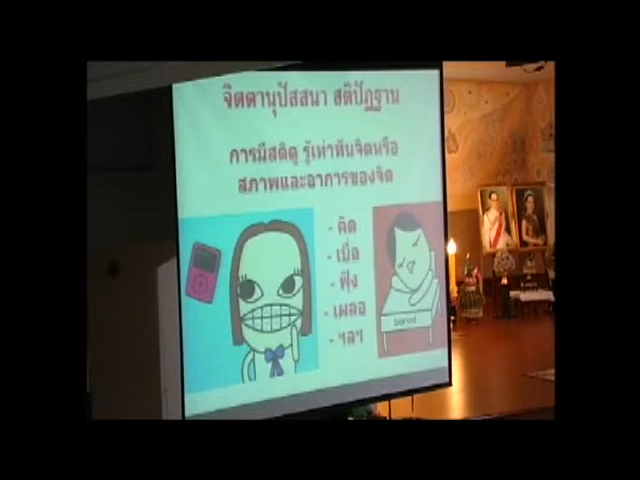 จิตตานุปัสสนา สติปัฏฐาน
การมีสติดู รู้เท่าทันจิตหรือ
สภาพและอาการของจิต
- คิด
- เบื่อ
- ฟุ้ง
- เผลอ
- ฯลฯ